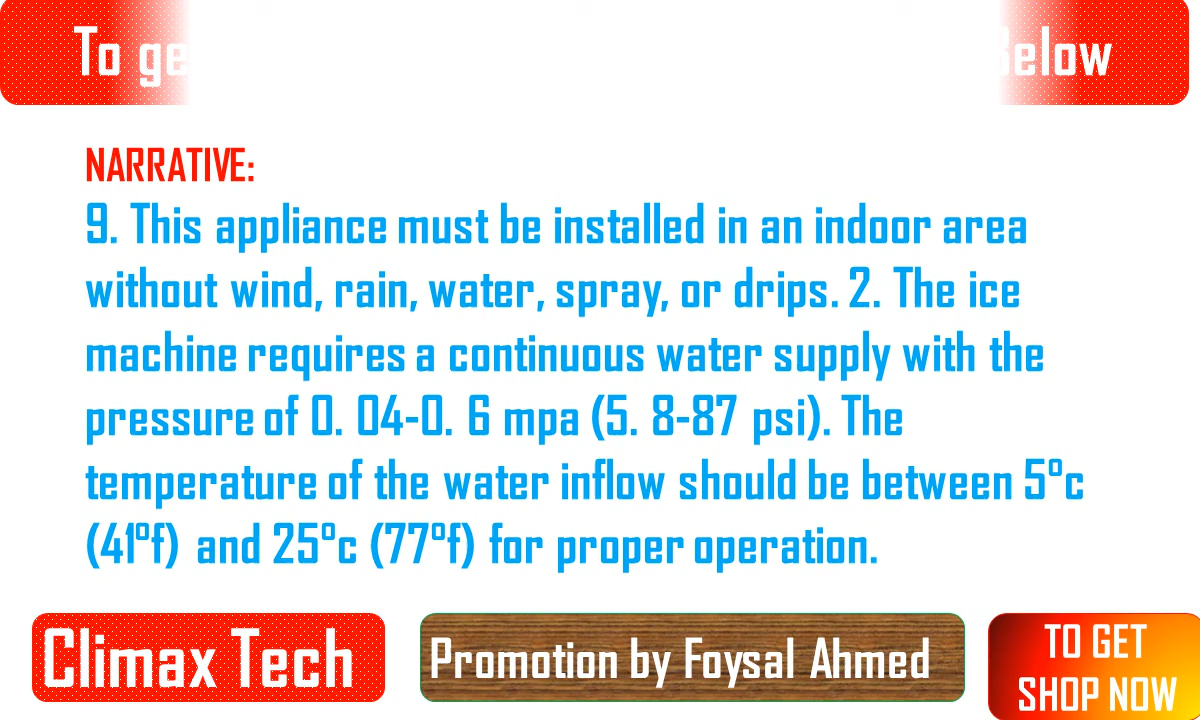 To ge
Below
NARRATIVE:
9. This appliance must be installed in an indoor area
without wind, rain, water, spray, or drips. 2. The ice
machine requires a continuous water supply with the
pressure of 0. 04-0. 6 mpa (5. 8-87 psi). The
temperature of the water inflow should be between 5°c
(41°f) and 25°c (77°f) for proper operation.
Climax Tech
Promotion by Foysal Ahmed
TO GET
SHOP NOW